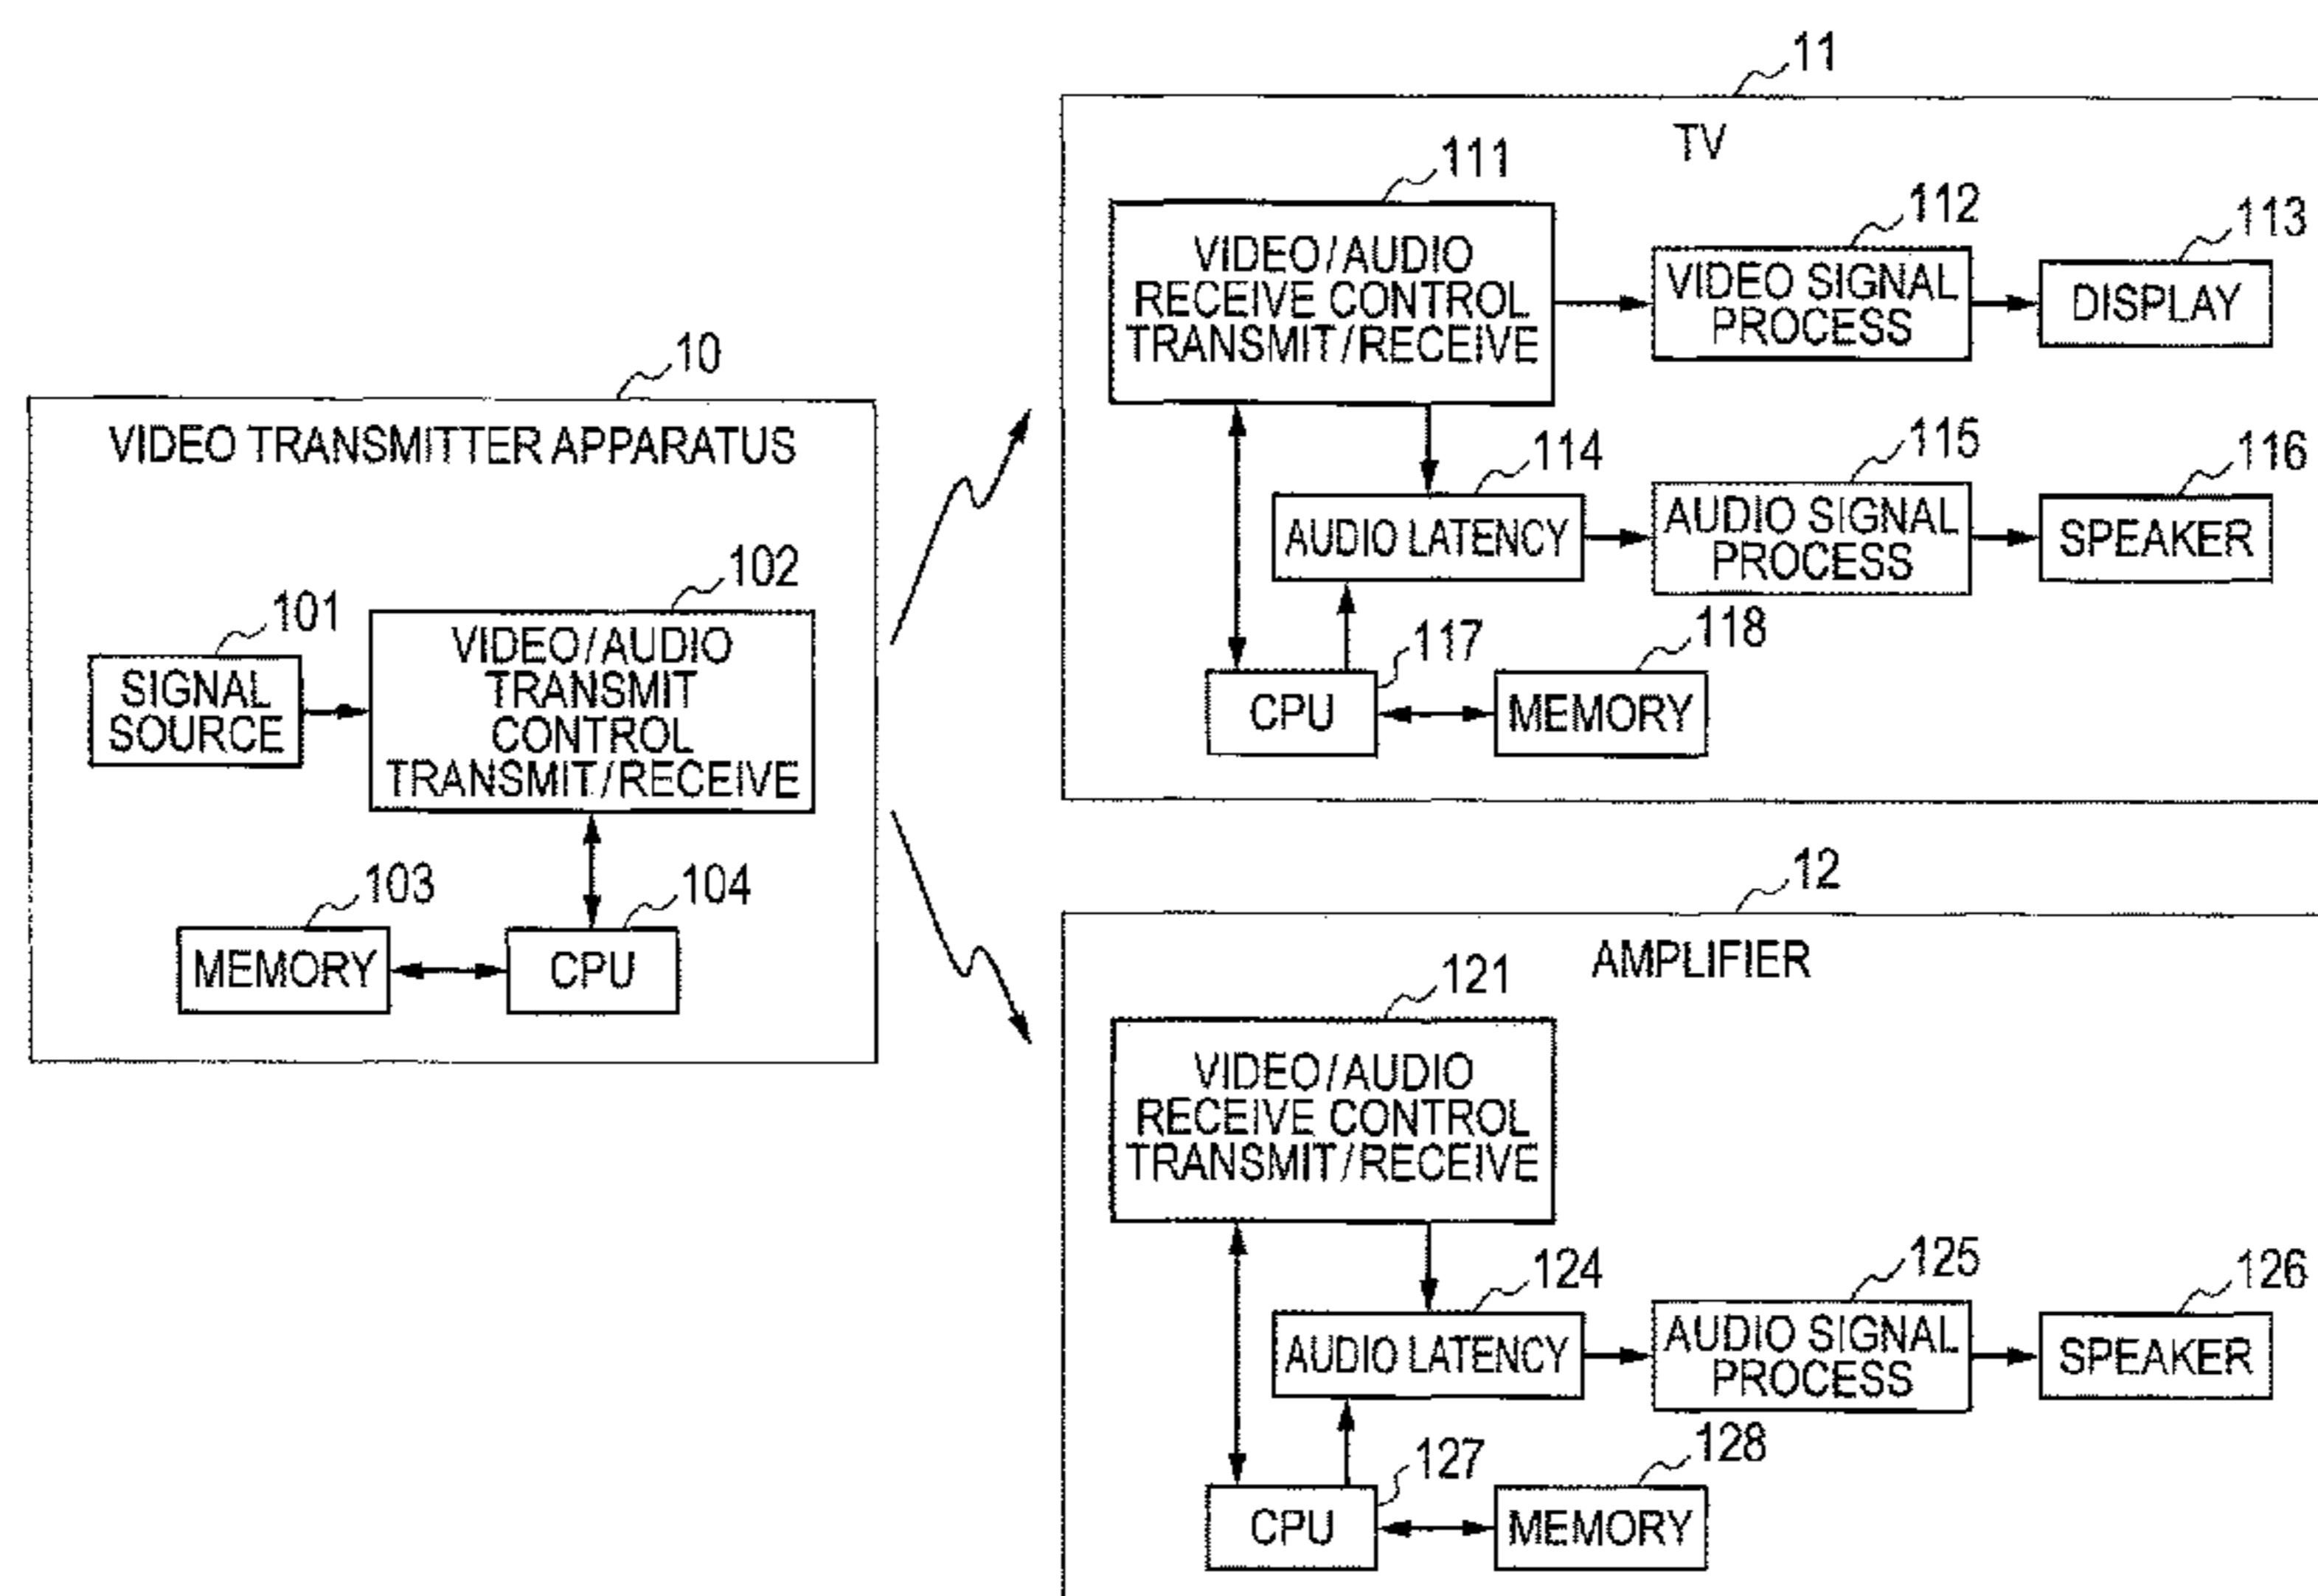 10
VIDEO TRANSMITTER APPARATUS
101
SIGNAL
SOURCE
102
VIDEO/AUDIO
TRANSMIT
CONTROL
TRANSMIT/RECEIVE
103
MEMORY
104
CPU
11
TV
111
VIDEO/AUDIO
RECEIVE CONTROL
TRANSMIT/RECEIVE
112
VIDEO SIGNAL
PROCESS
113
DISPLAY
114
AUDIO LATENCY
115
AUDIO SIGNAL
PROCESS
116
SPEAKER
117
CPU
118
MEMORY
12
AMPLIFIER
121
VIDEO/AUDIO
RECEIVE CONTROL
TRANSMIT/RECEIVE
124
AUDIO LATENCY
125
AUDIO SIGNAL
PROCESS
126
SPEAKER
127
CPU
128
MEMORY